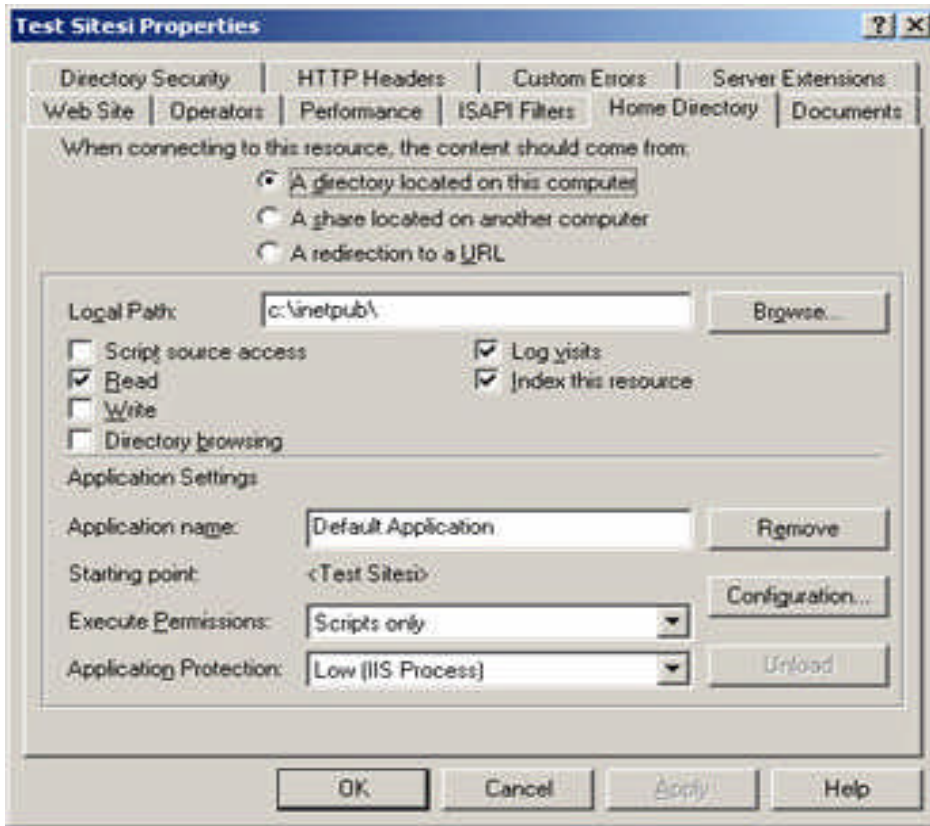 Test Sitesi Properties
Directory Security HTTP Headers Custom Errors Server Extensions
Web Site Operators Performance ISAPI Filters Home Directory Documents
When connecting to this resource, the content should come from:
A directory located on this computer
A share located on another computer
A redirection to a URL
Local Path: c:\inetpub\ Browse...
Script source access Log visits
Read Index this resource
Write
Directory browsing
Application Settings
Application name: Default Application Remove
Starting point: <Test Sitesi>
Configuration...
Execute Permissions: Scripts only
Application Protection: Low (IIS Process) Unload
OK Cancel Apply Help